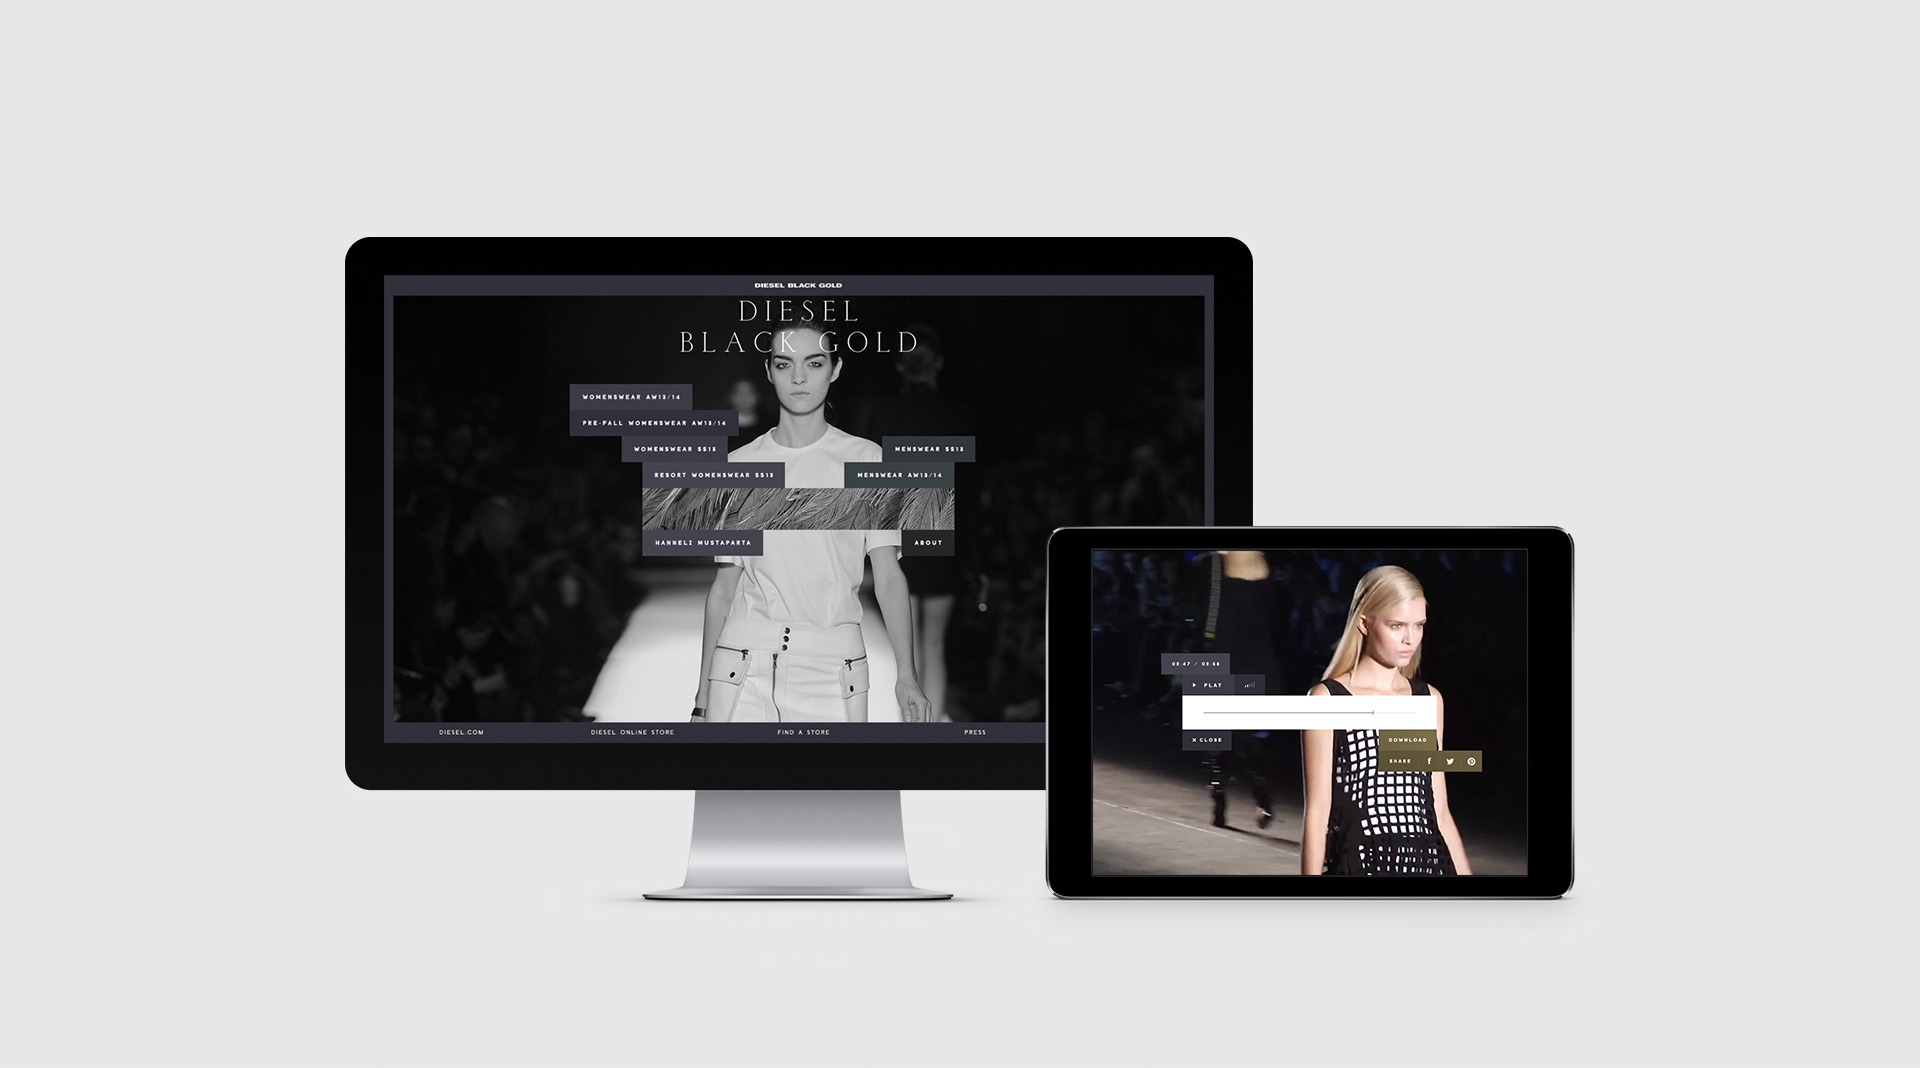 DIESEL BLACK GOLD
DIESEL
BLACK GOLD
WOMENSWEAR AW13/14
PRE-FALL WOMENSWEAR AW13/14
WOMENSWEAR SS13
MENSWEAR SS13
RESORT WOMENSWEAR SS13
MENSWEAR AW13/14
HANNELI MUSTAPARTA
ABOUT
DIESEL.COM
DIESEL ONLINE STORE
FIND A STORE
PRESS
02:47 / 02:58
PLAY
X CLOSE
DOWNLOAD
SHARE